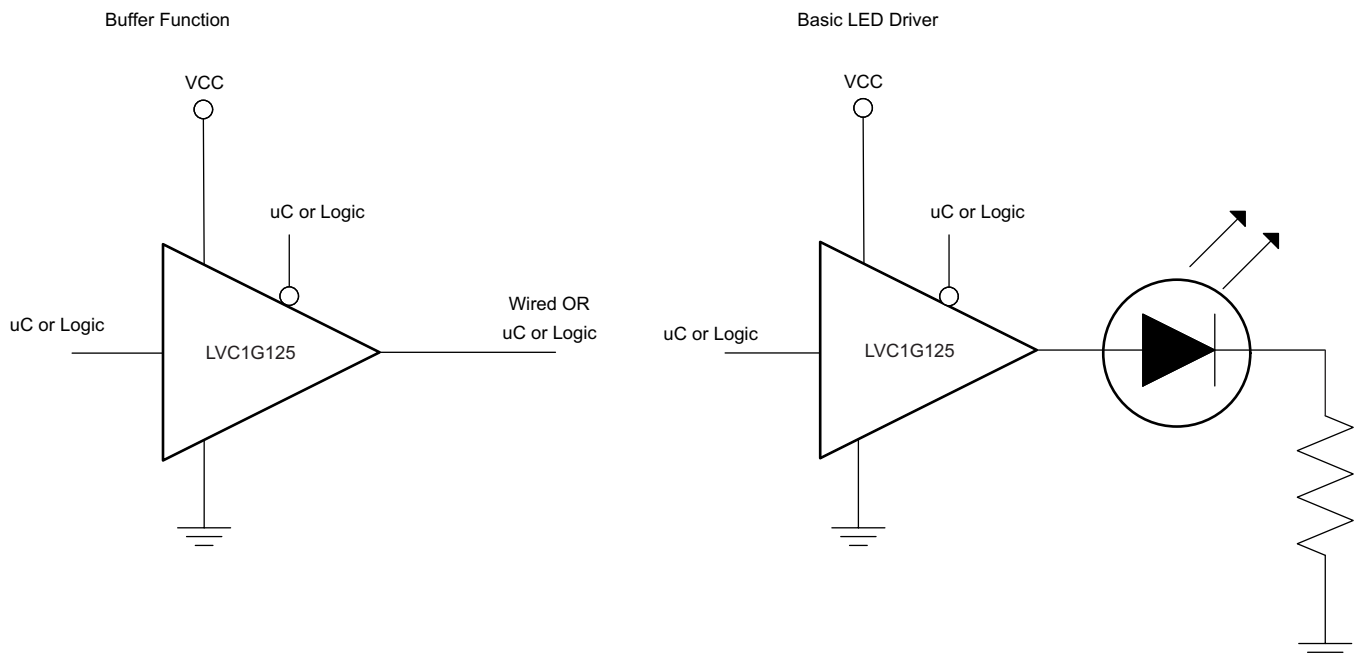 Buffer Function
VCC
uC or Logic
uC or Logic
LVC1G125
Wired OR
uC or Logic
Basic LED Driver
VCC
uC or Logic
uC or Logic
LVC1G125